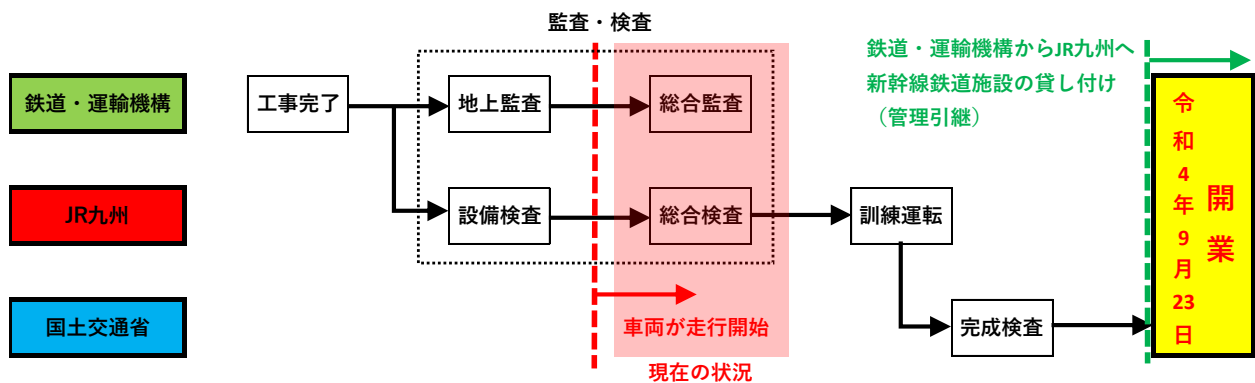 監査・検査
鉄道・運輸機構からJR九州へ
新幹線鉄道施設の貸し付け
（管理引継）
鉄道・運輸機構
工事完了
地上監査
総合監査
JR九州
設備検査
総合検査
訓練運転
国土交通省
車両が走行開始
完成検査
現在の状況
令和4年9月23日
開業